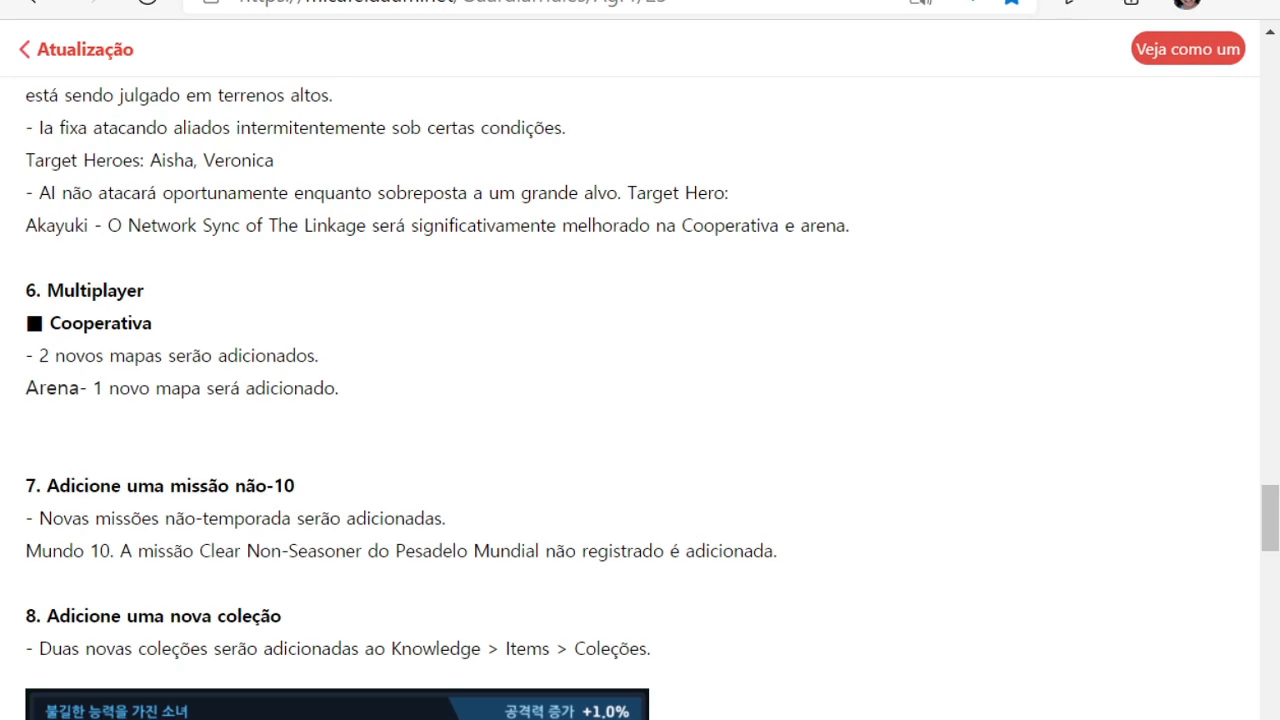 Atualização
Veja como um
está sendo julgado em terrenos altos.
- Ia fixa atacando aliados intermitentemente sob certas condições.
Target Heroes: Aisha, Veronica
- AI não atacará oportunamente enquanto sobreposta a um grande alvo. Target Hero:
Akayuki - O Network Sync of The Linkage será significativamente melhorado na Cooperativa e arena.
6. Multiplayer
■ Cooperativa
- 2 novos mapas serão adicionados.
Arena- 1 novo mapa será adicionado.
7. Adicione uma missão não-10
- Novas missões não-temporada serão adicionadas.
Mundo 10. A missão Clear Non-Seasoner do Pesadelo Mundial não registrado é adicionada.
8. Adicione uma nova coleção
- Duas novas coleções serão adicionadas ao Knowledge > Items > Coleções.
불길한 능력을 가진 소녀
공격력 증가 +1.0%